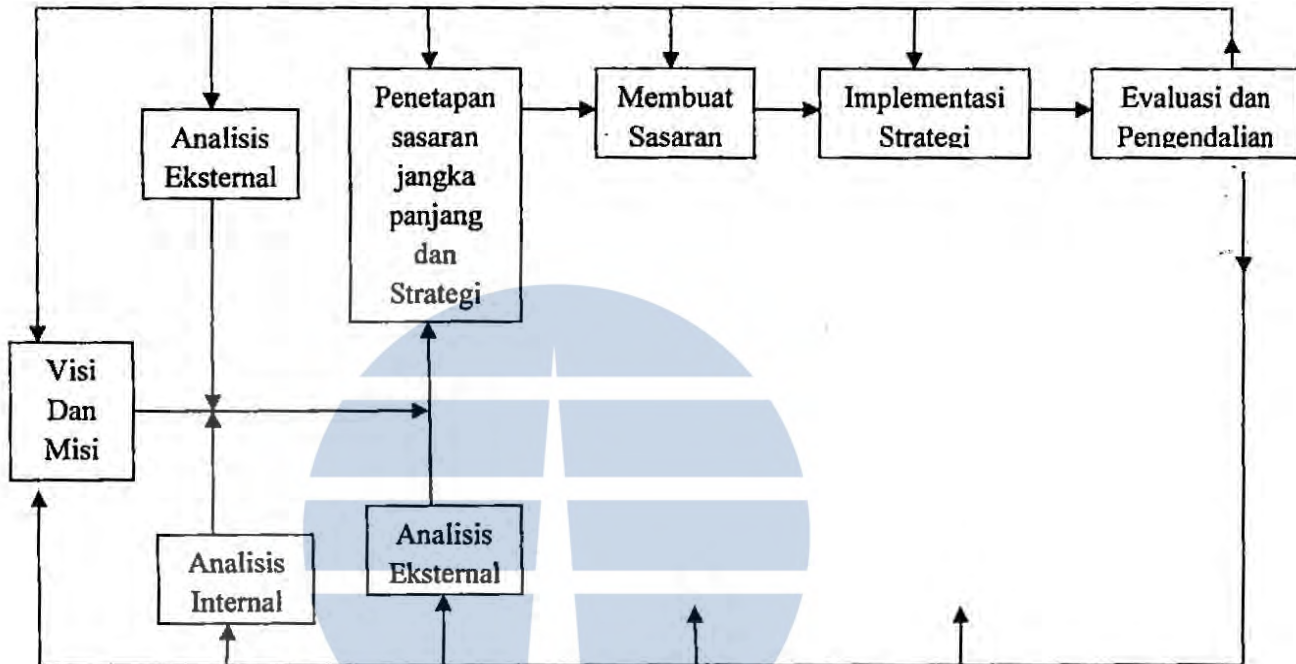 Penetapan
sasaran
jangka
panjang
dan
Strategi
Membuat
Sasaran
Implementasi
Strategi
Evaluasi dan
Pengendalian
Analisis
Eksternal
Visi
Dan
Misi
Analisis
Internal
Analisis
Eksternal